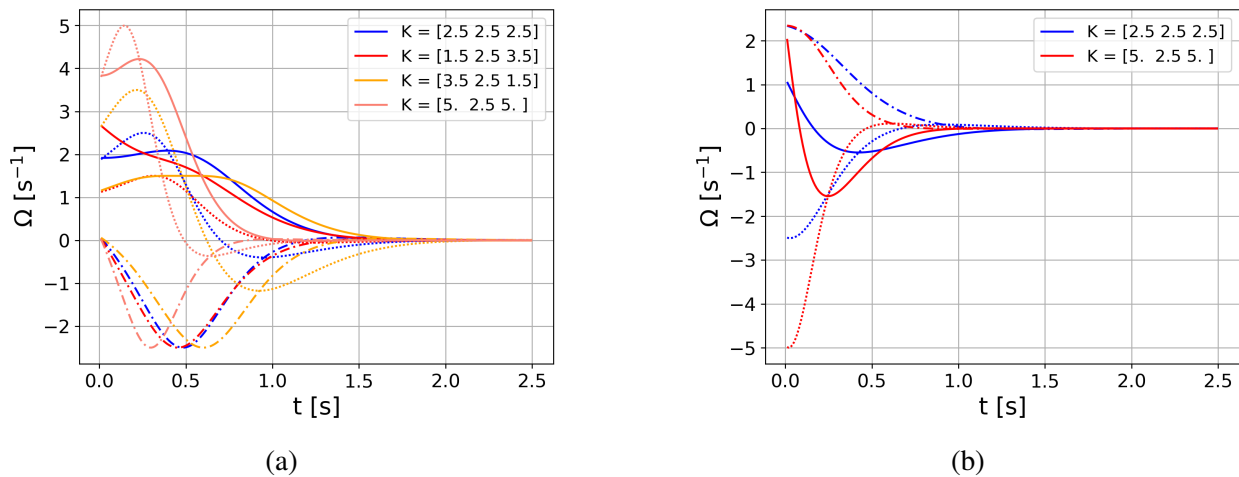 5
4
3
2
1
0
−1
−2
Ω [s⁻¹]
0.0 0.5 1.0 1.5 2.0 2.5
t [s]
K = [2.5 2.5 2.5]
K = [1.5 2.5 3.5]
K = [3.5 2.5 1.5]
K = [5. 2.5 5. ]
(a)
2
1
0
−1
−2
−3
−4
−5
Ω [s⁻¹]
0.0 0.5 1.0 1.5 2.0 2.5
t [s]
K = [2.5 2.5 2.5]
K = [5. 2.5 5. ]
(b)